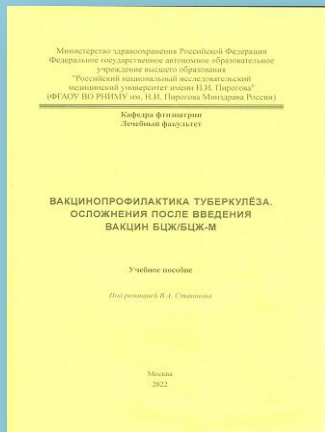 Министерство здравоохранения Российской Федерации
Федеральное государственное автономное образовательное
учреждение высшего образования
"Российский национальный исследовательский
медицинский университет имени Н.И. Пирогова"
(ФГАОУ ВО РНИМУ им. Н.И. Пирогова Минздрава России)
Кафедра фтизиатрии
Лечебный факультет
ВАКЦИНОПРОФИЛАКТИКА ТУБЕРКУЛЁЗА.
ОСЛОЖНЕНИЯ ПОСЛЕ ВВЕДЕНИЯ
ВАКЦИН БЦЖ/БЦЖ-М
Учебное пособие
Под редакцией В.А. Стаханова
Москва
2022